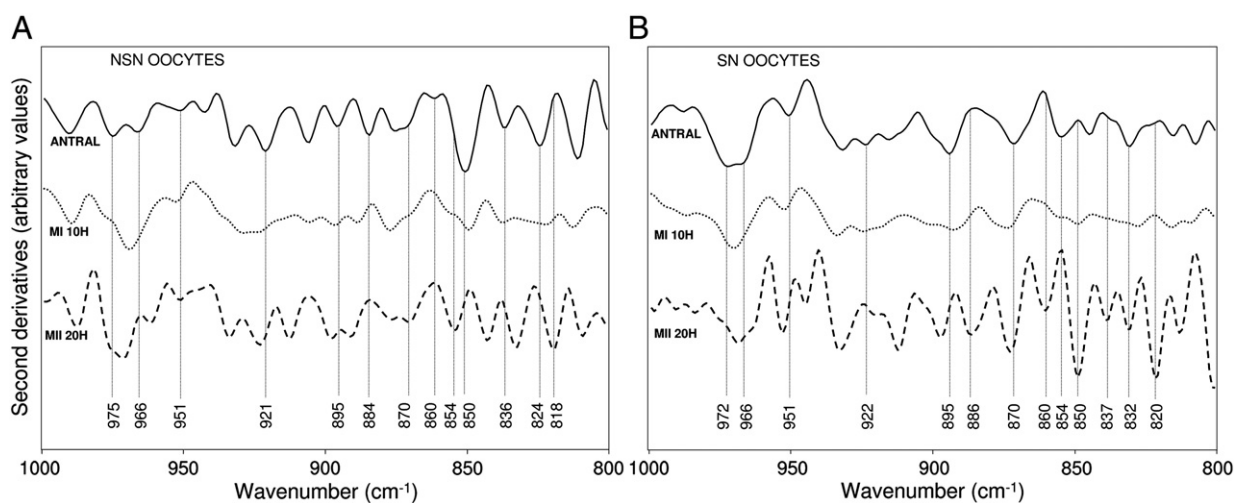 A
NSN OOCYTES
Second derivatives (arbitrary values)
ANTRAL
MI 10H
MII 20H
975
966
951
921
895
884
870
860
854
850
836
824
818
1000
950
900
850
800
Wavenumber (cm⁻¹)
B
SN OOCYTES
ANTRAL
MI 10H
MII 20H
972
966
951
922
895
886
870
860
854
850
837
832
820
1000
950
900
850
800
Wavenumber (cm⁻¹)